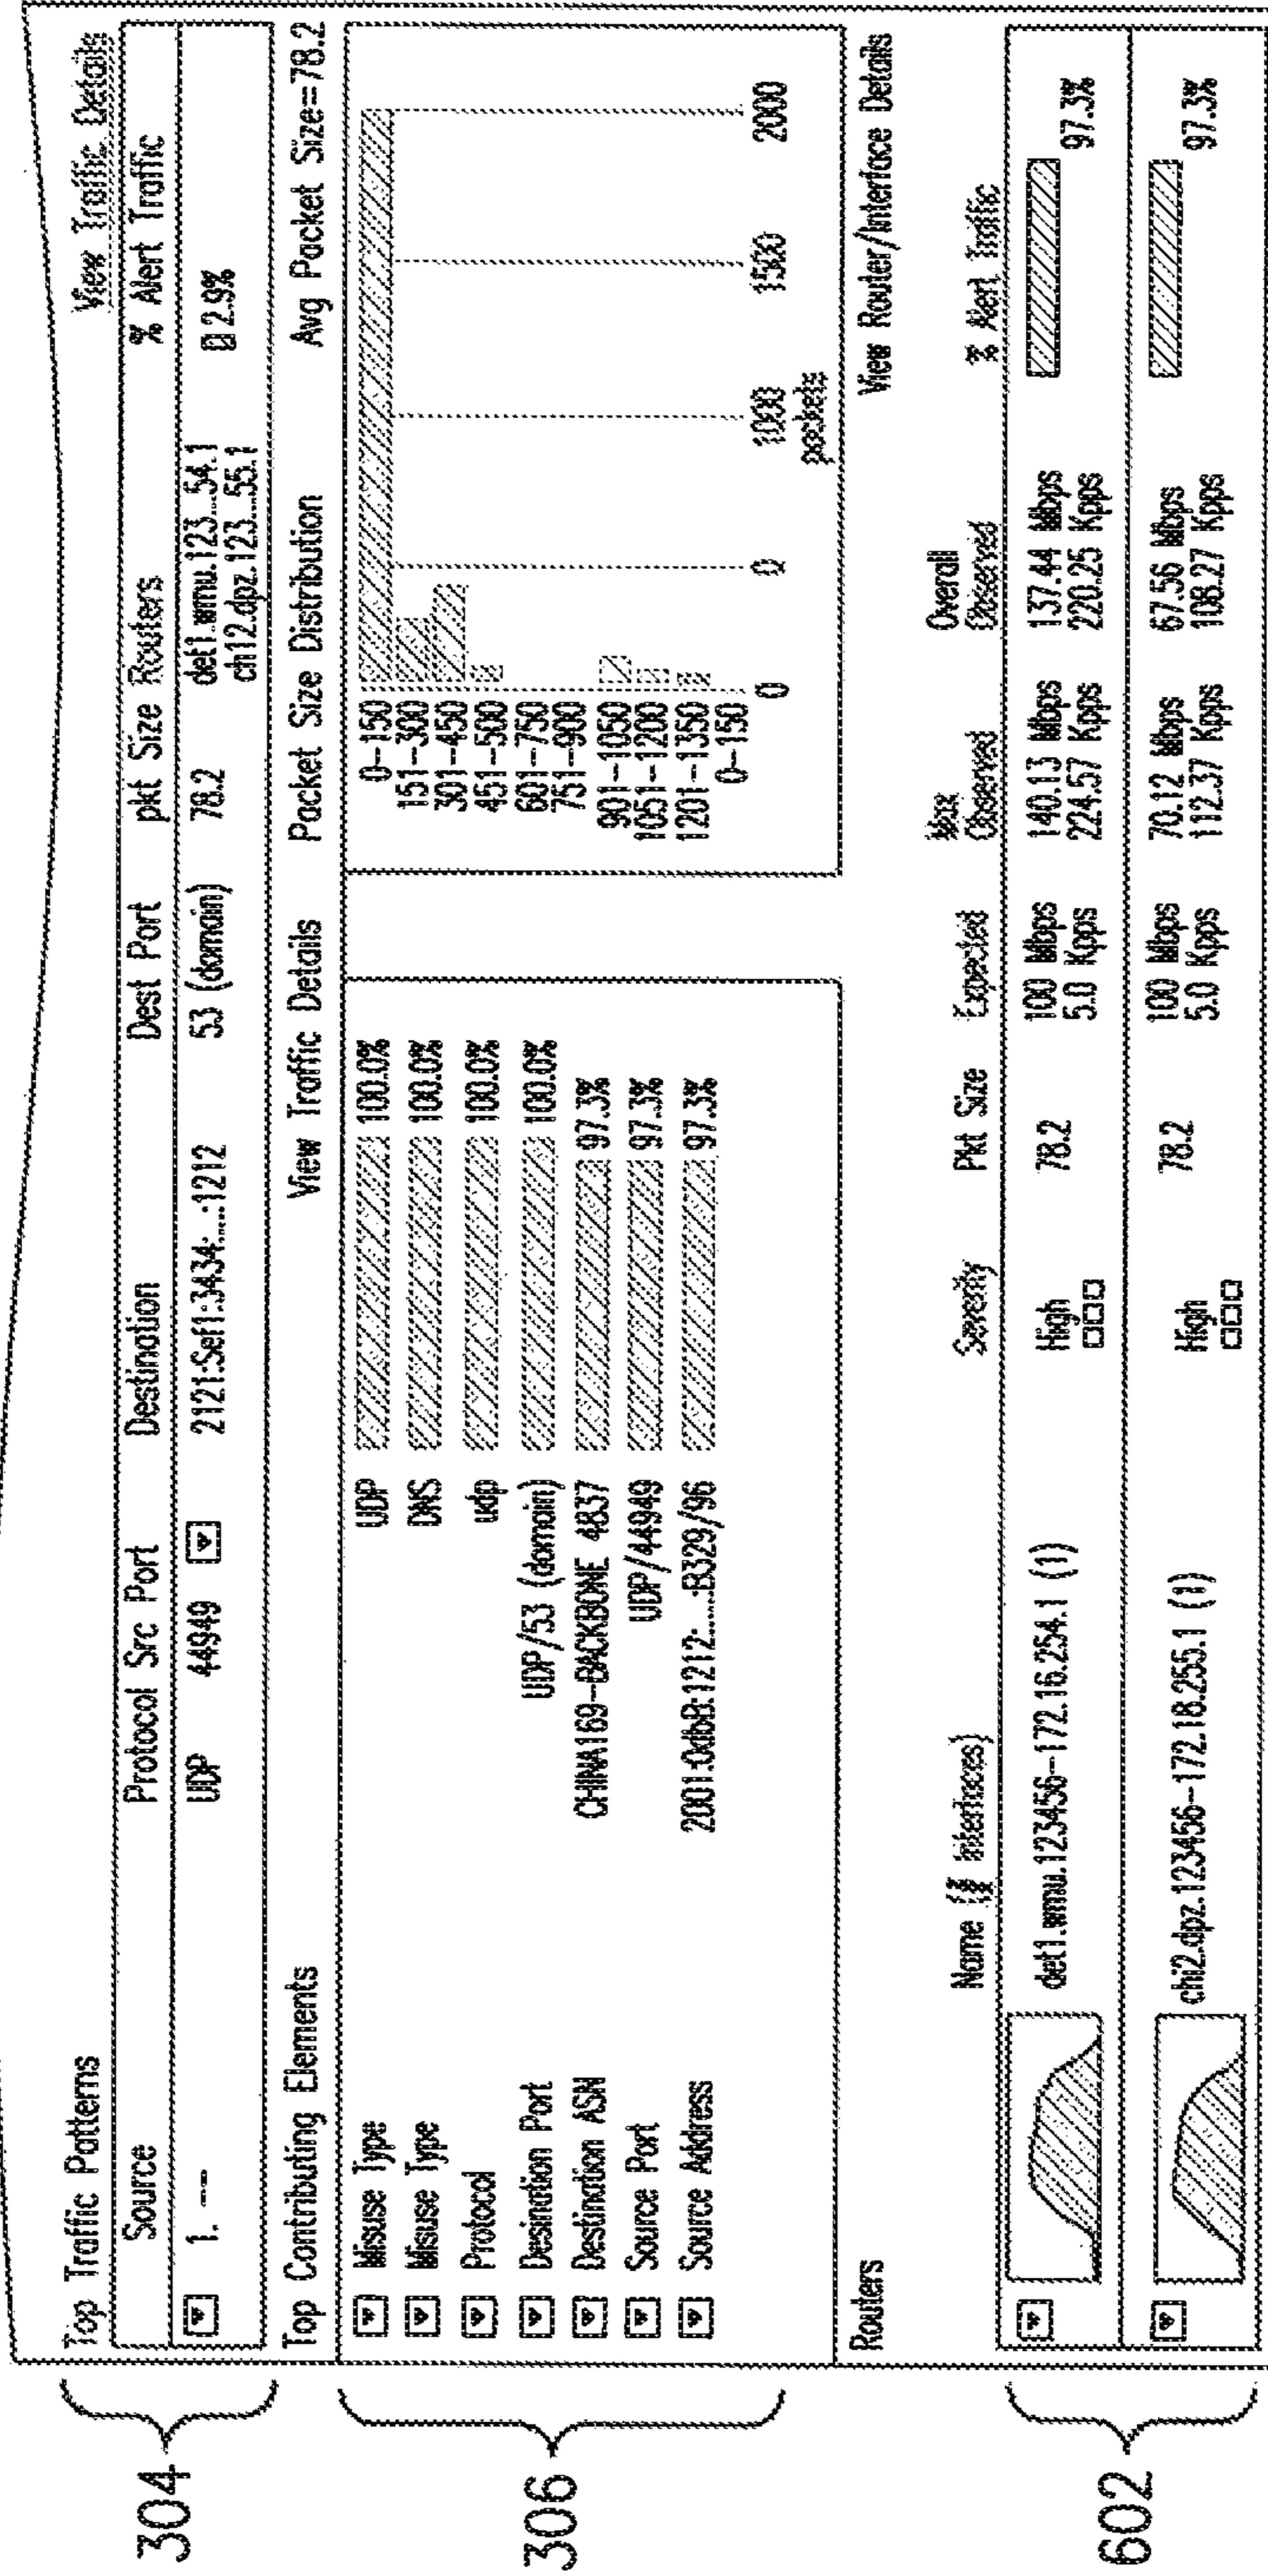 304
Top Traffic Patterns View Traffic Details
Source Protocol Src Port Destination Dest Port pkt Size Routers % Alert Traffic
1. -- UDP 44949 2121:Sef1:3434:...:1212 53 (domain) 78.2 det1.wmu.123...54.1 2.9%
ch12.dpz.123...55.1
306
Top Contributing Elements View Traffic Details Packet Size Distribution Avg Packet Size=78.2
Misuse Type UDP 100.0%
Misuse Type DNS 100.0%
Protocol udp 100.0%
Desination Port UDP/53 (domain) 100.0%
Destination ASN CHINA169-BACKBONE 4837 97.3%
Source Port UDP/44949 97.3%
Source Address 2001:0dbB:1212:...:B329/96 97.3%
0-150
151-300
301-450
451-500
601-750
751-900
901-1050
1051-1200
1201-1350
0-150
0 0 1000 1500 2000
packets
602
Routers View Router/Interface Details
Name (# Interfaces) Severity Pkt Size Expected Max Observed Overall Observed % Alert Traffic
det1.wmu.123456-172.16.254.1 (1) High 78.2 100 Mbps 140.13 Mbps 137.44 Mbps 97.3%
5.0 Kpps 224.57 Kpps 220.25 Kpps
chi2.dpz.123456-172.18.255.1 (1) High 78.2 100 Mbps 70.12 Mbps 67.56 Mbps 97.3%
5.0 Kpps 112.37 Kpps 108.27 Kpps